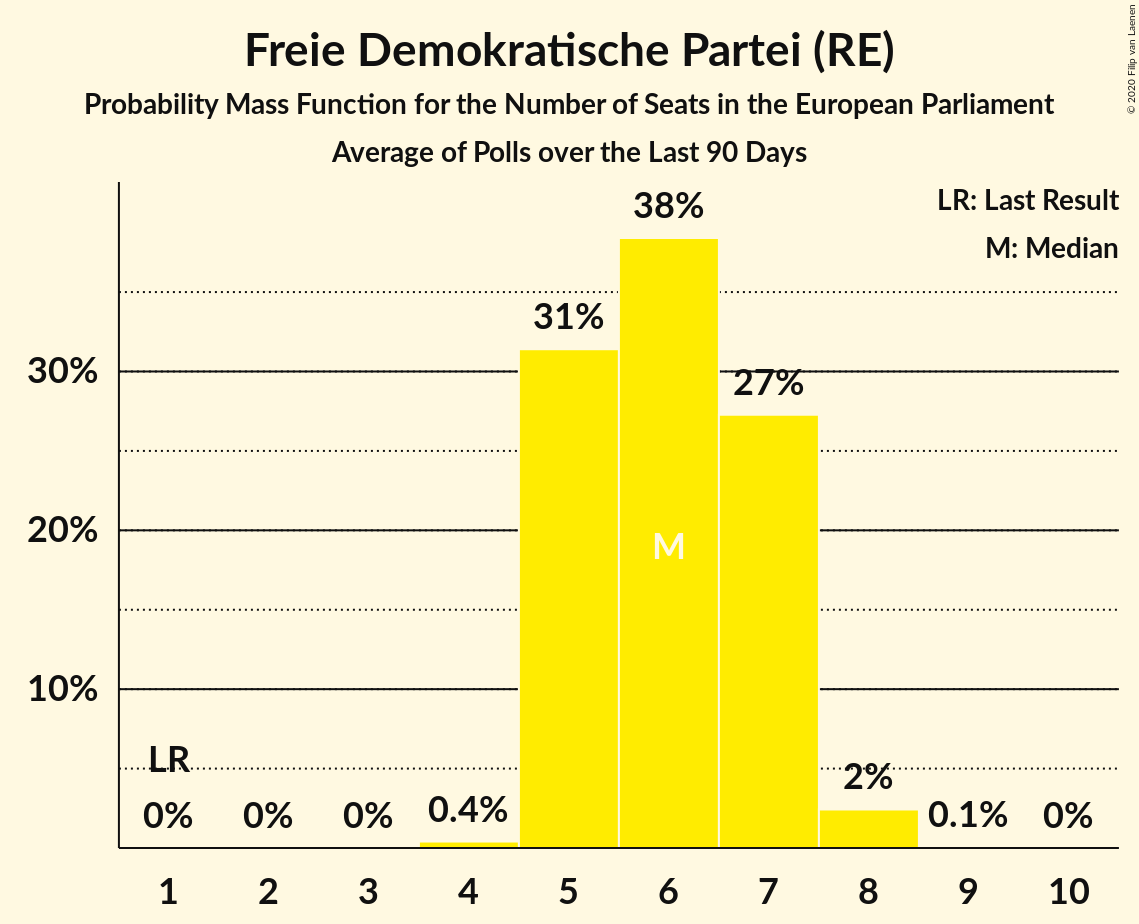 Freie Demokratische Partei (RE)
Probability Mass Function for the Number of Seats in the European Parliament
Average of Polls over the Last 90 Days
© 2020 Filip van Laenen
LR: Last Result
M: Median
38%
31%
30%
27%
20%
M
10%
LR
2%
0%
0%
0%
0.4%
0.1%
0%
1
2
3
4
5
6
7
8
9
10